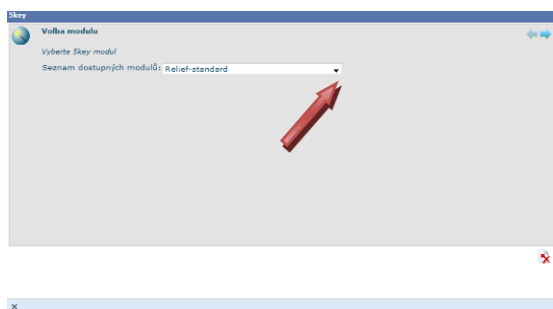 Skey
Volba modulu
Vyberte Skey modul
Seznam dostupných modulů: Relief-standard